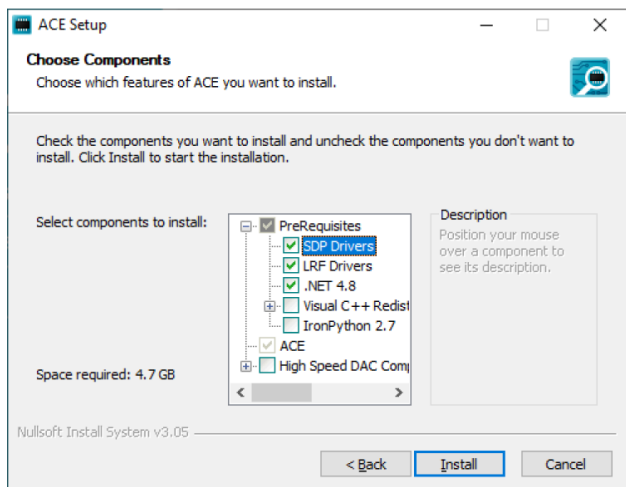 ACE Setup
Choose Components
Choose which features of ACE you want to install.
Check the components you want to install and uncheck the components you don't want to
install. Click Install to start the installation.
Select components to install:
PreRequisites
SDP Drivers
LRF Drivers
.NET 4.8
Visual C++ Redist
IronPython 2.7
ACE
High Speed DAC Com
Description
Position your mouse
over a component to
see its description.
Space required: 4.7 GB
Nullsoft Install System v3.05
< Back
Install
Cancel